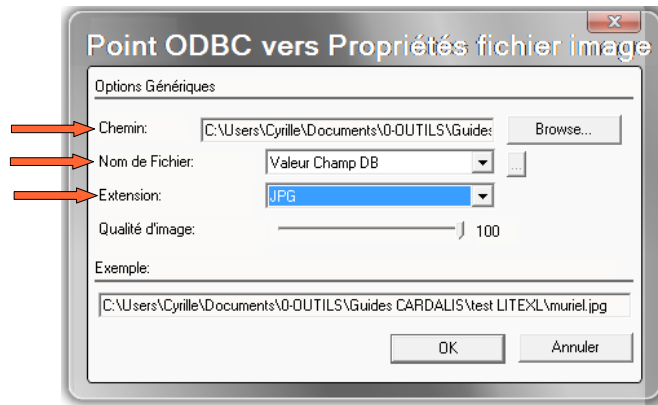 Point ODBC vers Propriétés fichier image
Options Génériques
Chemin: C:\Users\Cyrille\Documents\0-OUTILS\Guides Browse...
Nom de Fichier: Valeur Champ DB ...
Extension: JPG
Qualité d'image: 100
Exemple:
C:\Users\Cyrille\Documents\0-OUTILS\Guides CARDALIS\test LITEXL\muriel.jpg
OK Annuler